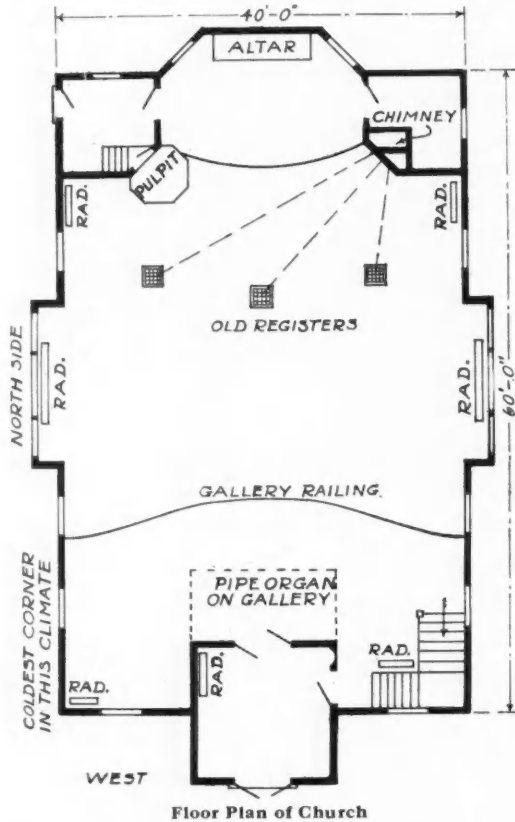 40'-0"
ALTAR
CHIMNEY
PULPIT
RAD.
RAD.
OLD REGISTERS
NORTH SIDE
RAD.
RAD.
60'-0"
GALLERY RAILING.
PIPE ORGAN
ON GALLERY
COLDEST CORNER
IN THIS CLIMATE
RAD.
RAD.
RAD.
WEST
Floor Plan of Church